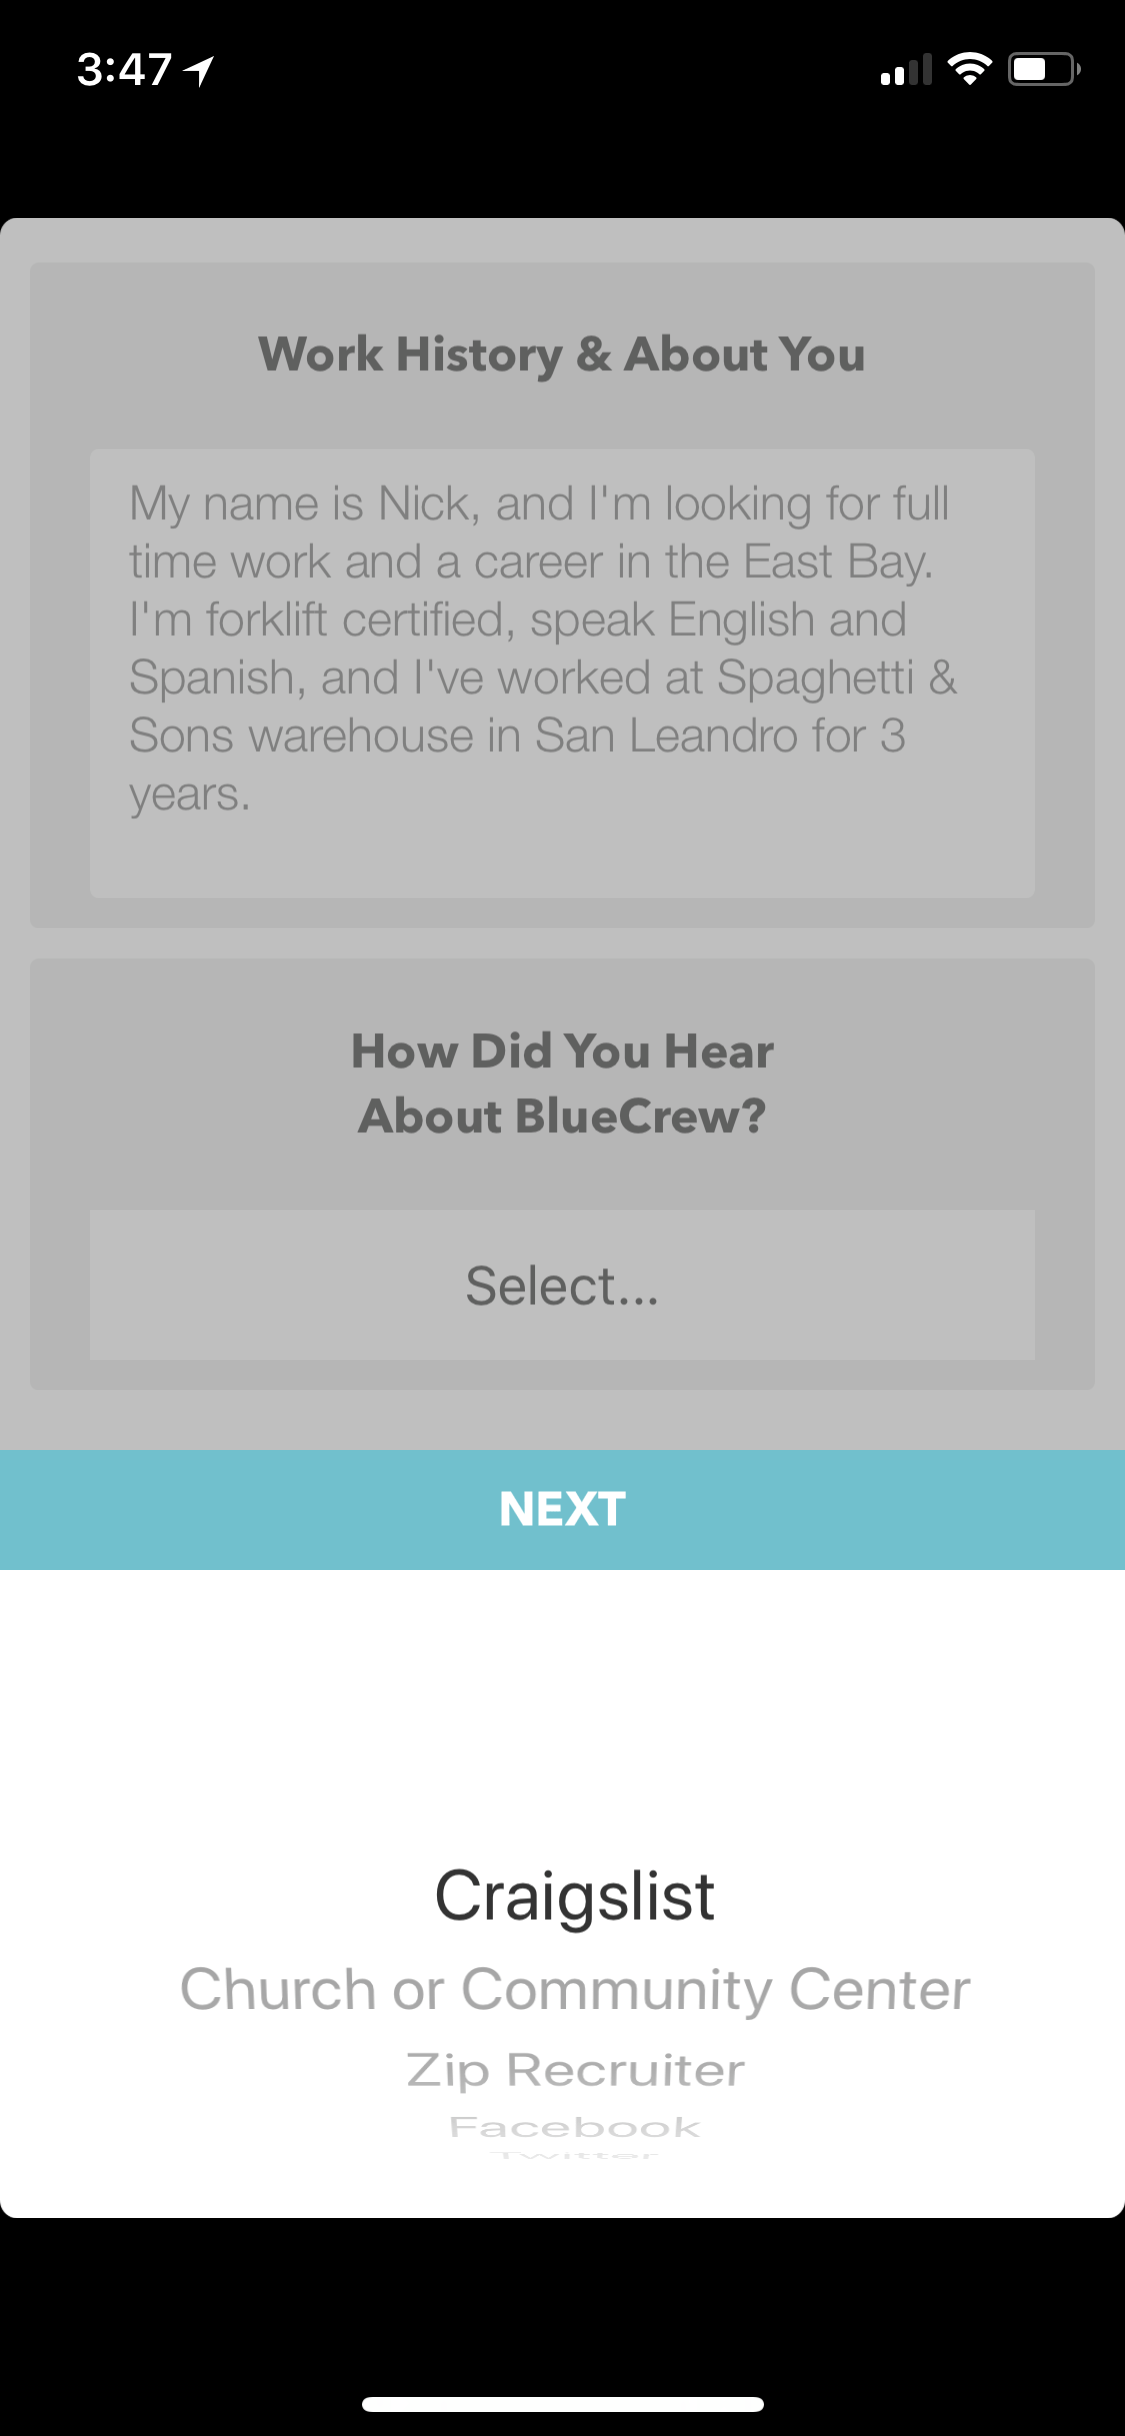 3:47
Work History & About You
My name is Nick, and I'm looking for full
time work and a career in the East Bay.
I'm forklift certified, speak English and
Spanish, and I've worked at Spaghetti &
Sons warehouse in San Leandro for 3
years.
How Did You Hear
About BlueCrew?
Select...
NEXT
Craigslist
Church or Community Center
Zip Recruiter
Facebook
Twitter